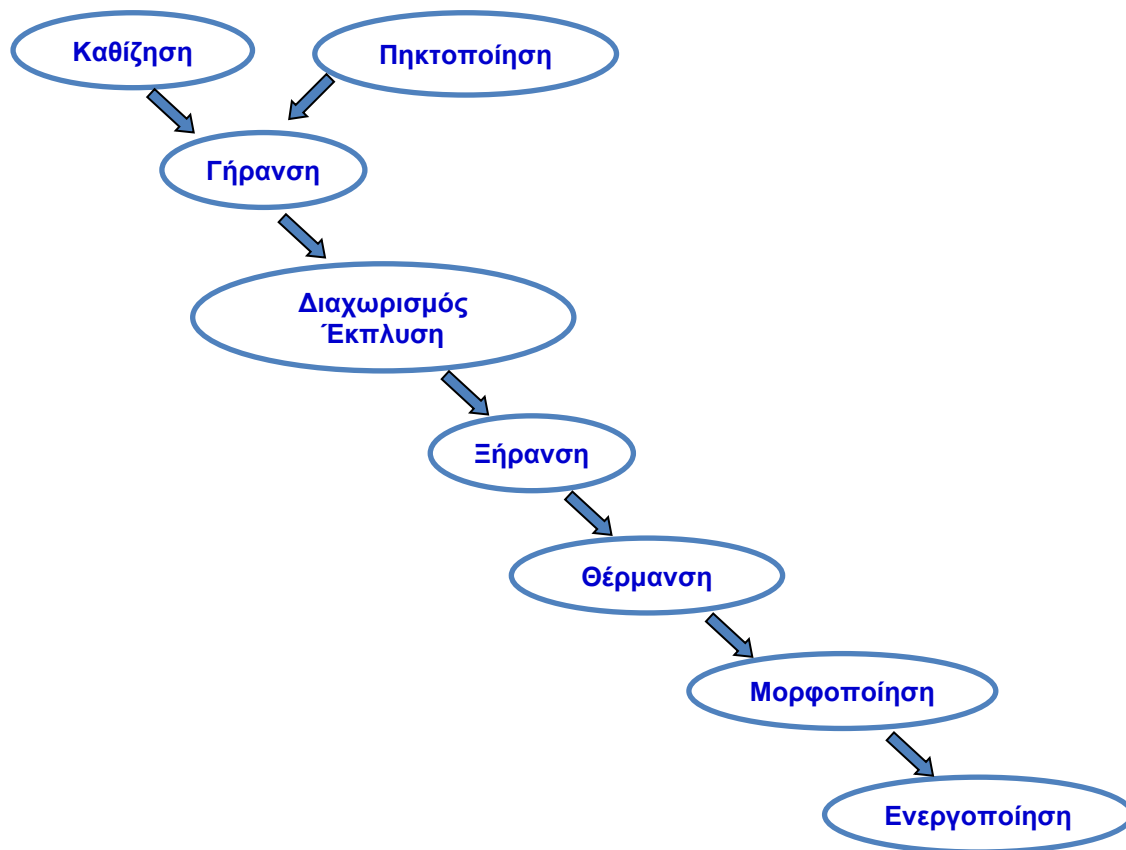 Καθίζηση
Πηκτοποίηση
Γήρανση
Διαχωρισμός
Έκπλυση
Ξήρανση
Θέρμανση
Μορφοποίηση
Ενεργοποίηση